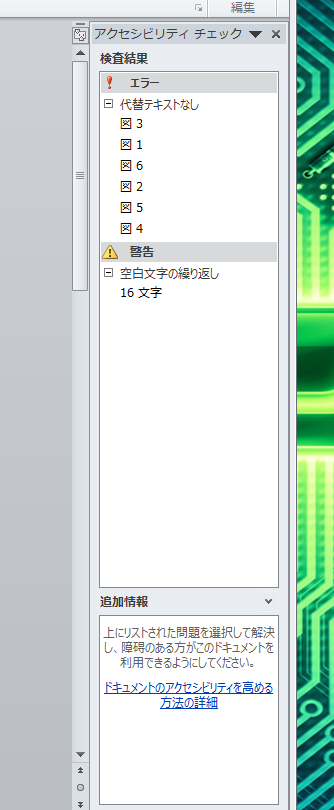 編集
アクセシビリティ チェック
検査結果
エラー
代替テキストなし
図 3
図 1
図 6
図 2
図 5
図 4
警告
空白文字の繰り返し
16 文字
追加情報
上にリストされた問題を選択して解決
し、障碍のある方がこのドキュメントを
利用できるようにしてください。
ドキュメントのアクセシビリティを高める
方法の詳細